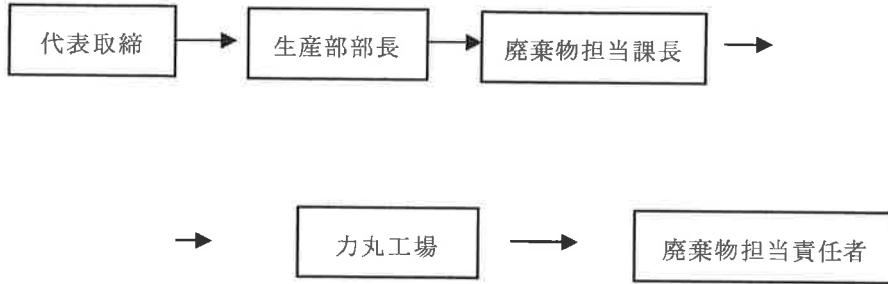 代表取締
生産部部長
廃棄物担当課長
力丸工場
廃棄物担当責任者